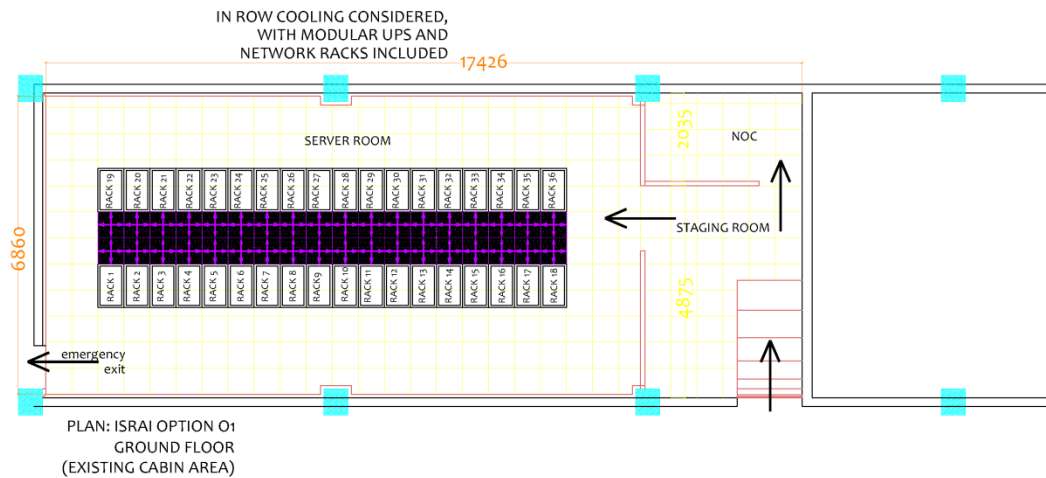 IN ROW COOLING CONSIDERED,
WITH MODULAR UPS AND
NETWORK RACKS INCLUDED
17426
2035
NOC
SERVER ROOM
RACK 19
RACK 20
RACK 21
RACK 22
RACK 23
RACK 24
RACK 25
RACK 26
RACK 27
RACK 28
RACK 29
RACK 30
RACK 31
RACK 32
RACK 33
RACK 34
RACK 35
RACK 36
STAGING ROOM
6860
RACK 1
RACK 2
RACK 3
RACK 4
RACK 5
RACK 6
RACK 7
RACK 8
RACK 9
RACK 10
RACK 11
RACK 12
RACK 13
RACK 14
RACK 15
RACK 16
RACK 17
RACK 18
4875
emergency
exit
PLAN: ISRAI OPTION 01
GROUND FLOOR
(EXISTING CABIN AREA)